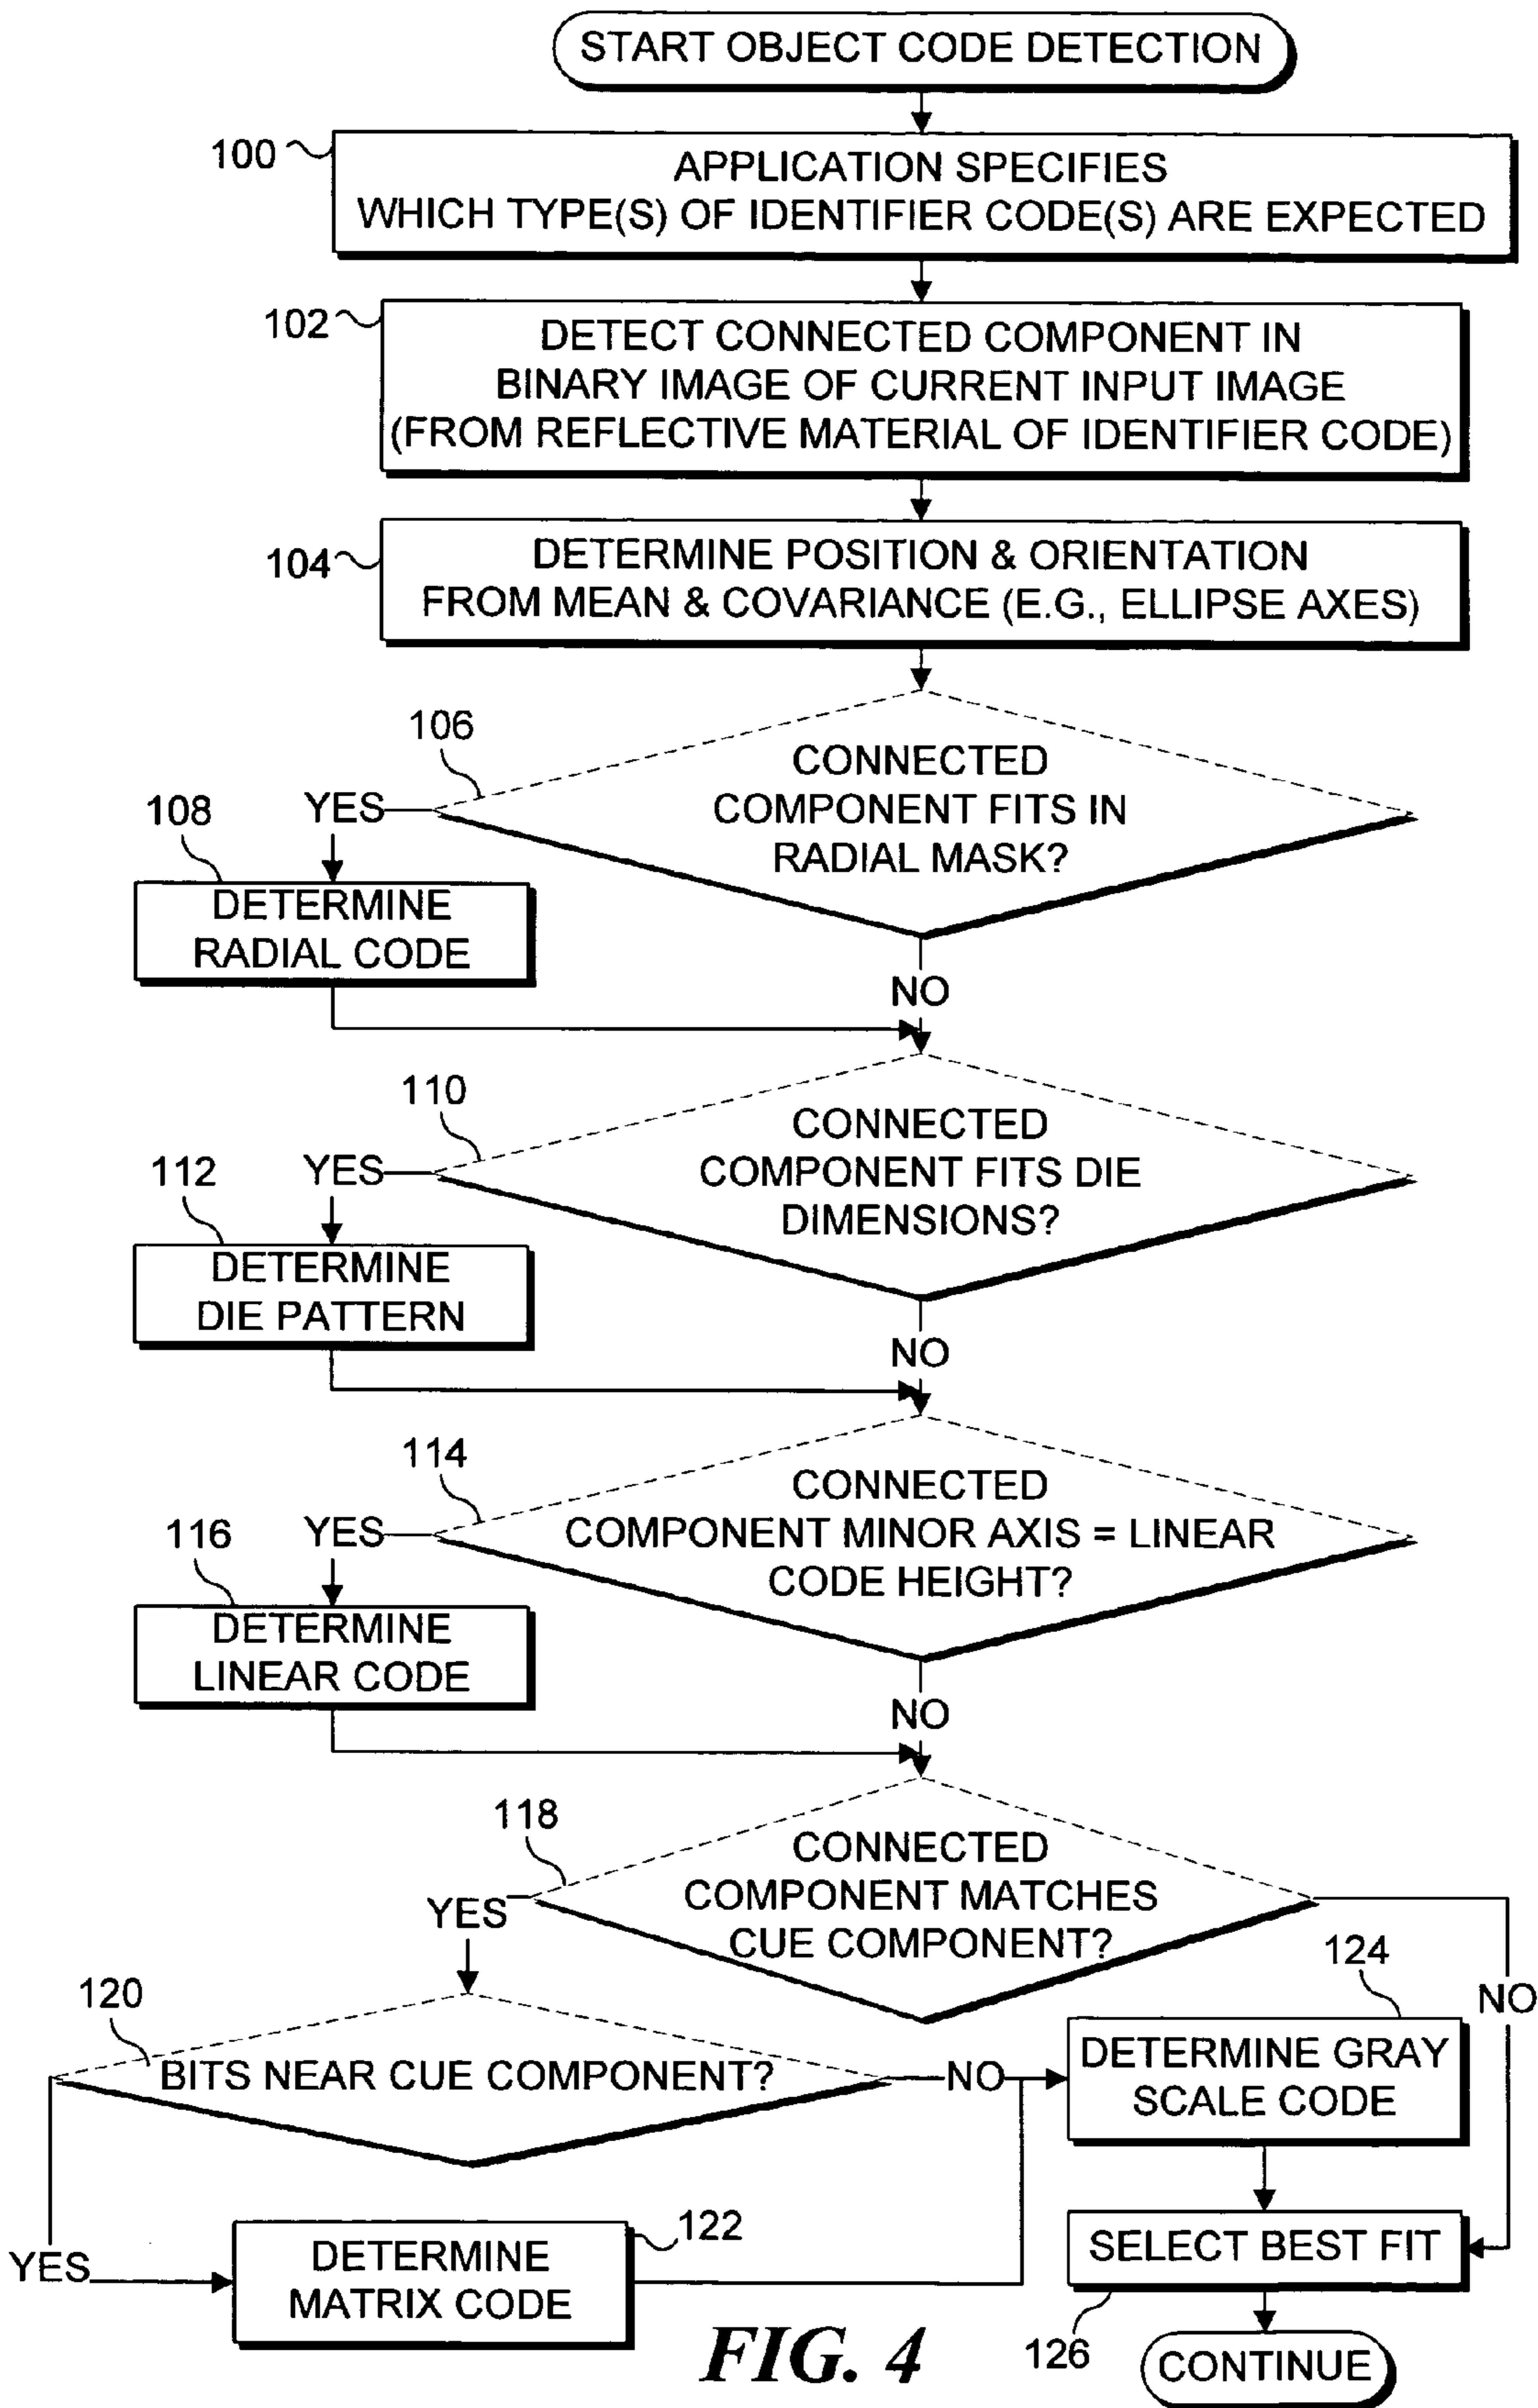 START OBJECT CODE DETECTION
100
APPLICATION SPECIFIES
WHICH TYPE(S) OF IDENTIFIER CODE(S) ARE EXPECTED
102
DETECT CONNECTED COMPONENT IN
BINARY IMAGE OF CURRENT INPUT IMAGE
(FROM REFLECTIVE MATERIAL OF IDENTIFIER CODE)
104
DETERMINE POSITION & ORIENTATION
FROM MEAN & COVARIANCE (E.G., ELLIPSE AXES)
106
CONNECTED
COMPONENT FITS IN
RADIAL MASK?
YES
108
DETERMINE
RADIAL CODE
NO
110
CONNECTED
COMPONENT FITS DIE
DIMENSIONS?
YES
112
DETERMINE
DIE PATTERN
NO
114
CONNECTED
COMPONENT MINOR AXIS = LINEAR
CODE HEIGHT?
YES
116
DETERMINE
LINEAR CODE
NO
118
CONNECTED
COMPONENT MATCHES
CUE COMPONENT?
YES
NO
120
BITS NEAR CUE COMPONENT?
NO
124
DETERMINE GRAY
SCALE CODE
YES
122
DETERMINE
MATRIX CODE
SELECT BEST FIT
126
CONTINUE
FIG. 4